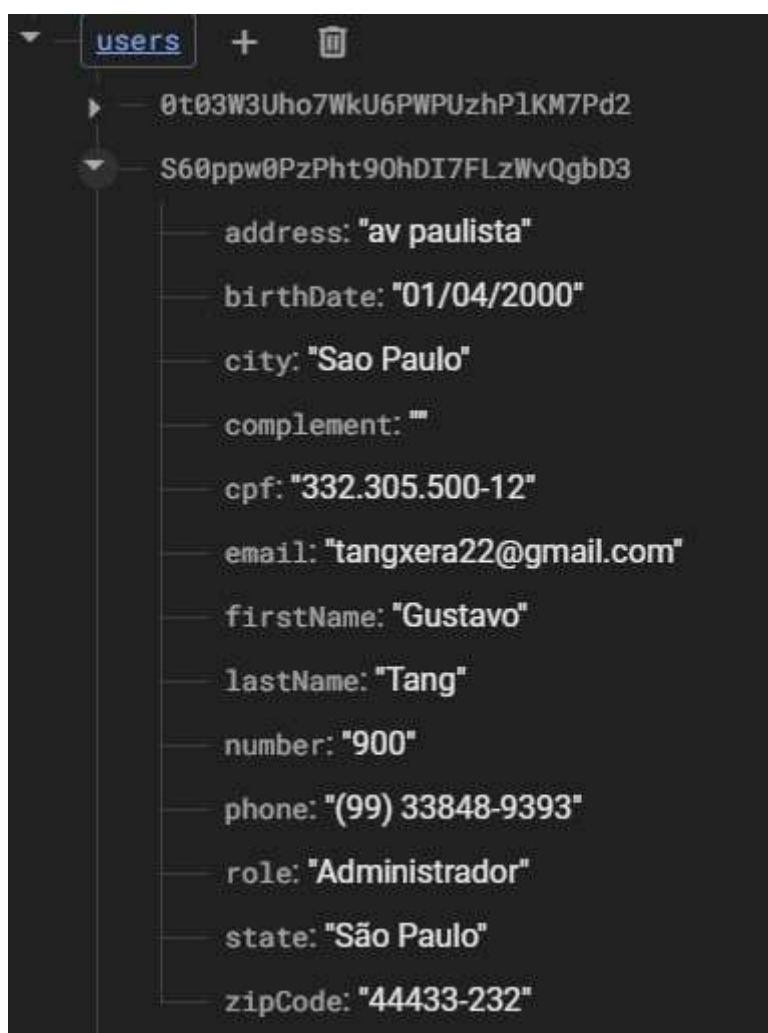 users
0t03W3Uho7WkU6PWPUzhPlKM7Pd2
S60ppw0PzPht9OhDI7FLzWvQgbD3
address: "av paulista"
birthDate: "01/04/2000"
city: "Sao Paulo"
complement: ""
cpf: "332.305.500-12"
email: "tangxera22@gmail.com"
firstName: "Gustavo"
lastName: "Tang"
number: "900"
phone: "(99) 33848-9393"
role: "Administrador"
state: "São Paulo"
zipCode: "44433-232"